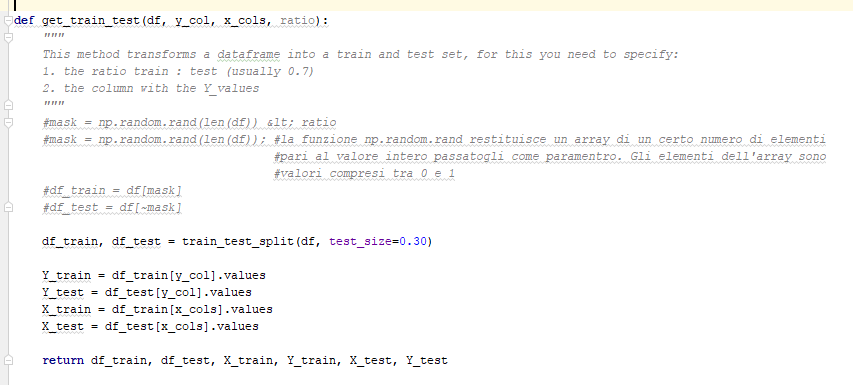 def get_train_test(df, y_col, x_cols, ratio):
"""
This method transforms a dataframe into a train and test set, for this you need to specify:
1. the ratio train : test (usually 0.7)
2. the column with the Y_values
"""
#mask = np.random.rand(len(df)) &lt; ratio
#mask = np.random.rand(len(df)); #la funzione np.random.rand restituisce un array di un certo numero di elementi
#pari al valore intero passatogli come paramentro. Gli elementi dell'array sono
#valori compresi tra 0 e 1
#df_train = df[mask]
#df_test = df[~mask]
df_train, df_test = train_test_split(df, test_size=0.30)
Y_train = df_train[y_col].values
Y_test = df_test[y_col].values
X_train = df_train[x_cols].values
X_test = df_test[x_cols].values
return df_train, df_test, X_train, Y_train, X_test, Y_test